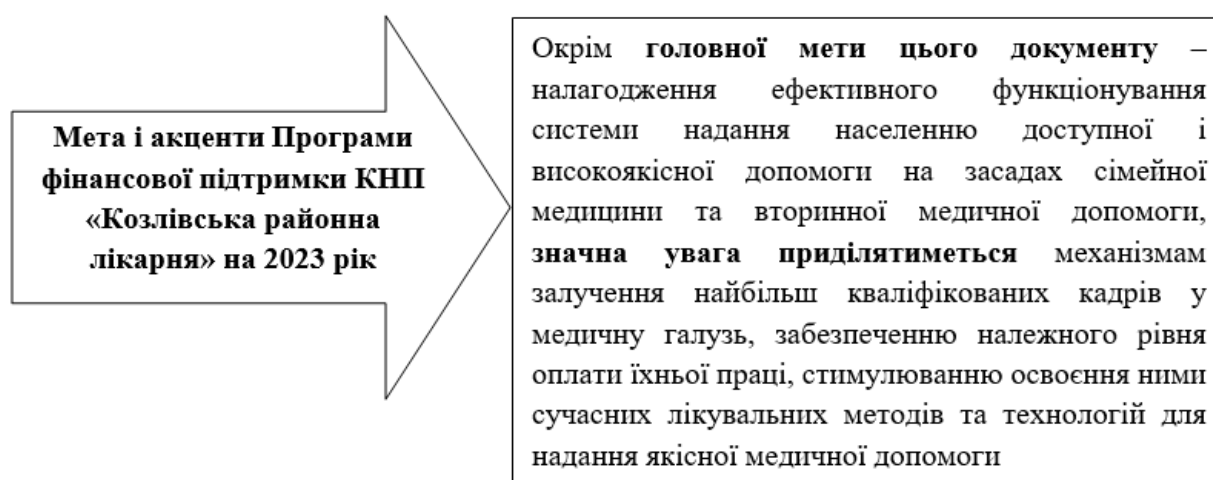 Мета і акценти Програми
фінансової підтримки КНП
«Козлівська районна
лікарня» на 2023 рік
Окрім головної мети цього документу –
налагодження ефективного функціонування
системи надання населенню доступної і
високоякісної допомоги на засадах сімейної
медицини та вторинної медичної допомоги,
значна увага приділятиметься механізмам
залучення найбільш кваліфікованих кадрів у
медичну галузь, забезпеченню належного рівня
оплати їхньої праці, стимулюванню освоєння ними
сучасних лікувальних методів та технологій для
надання якісної медичної допомоги